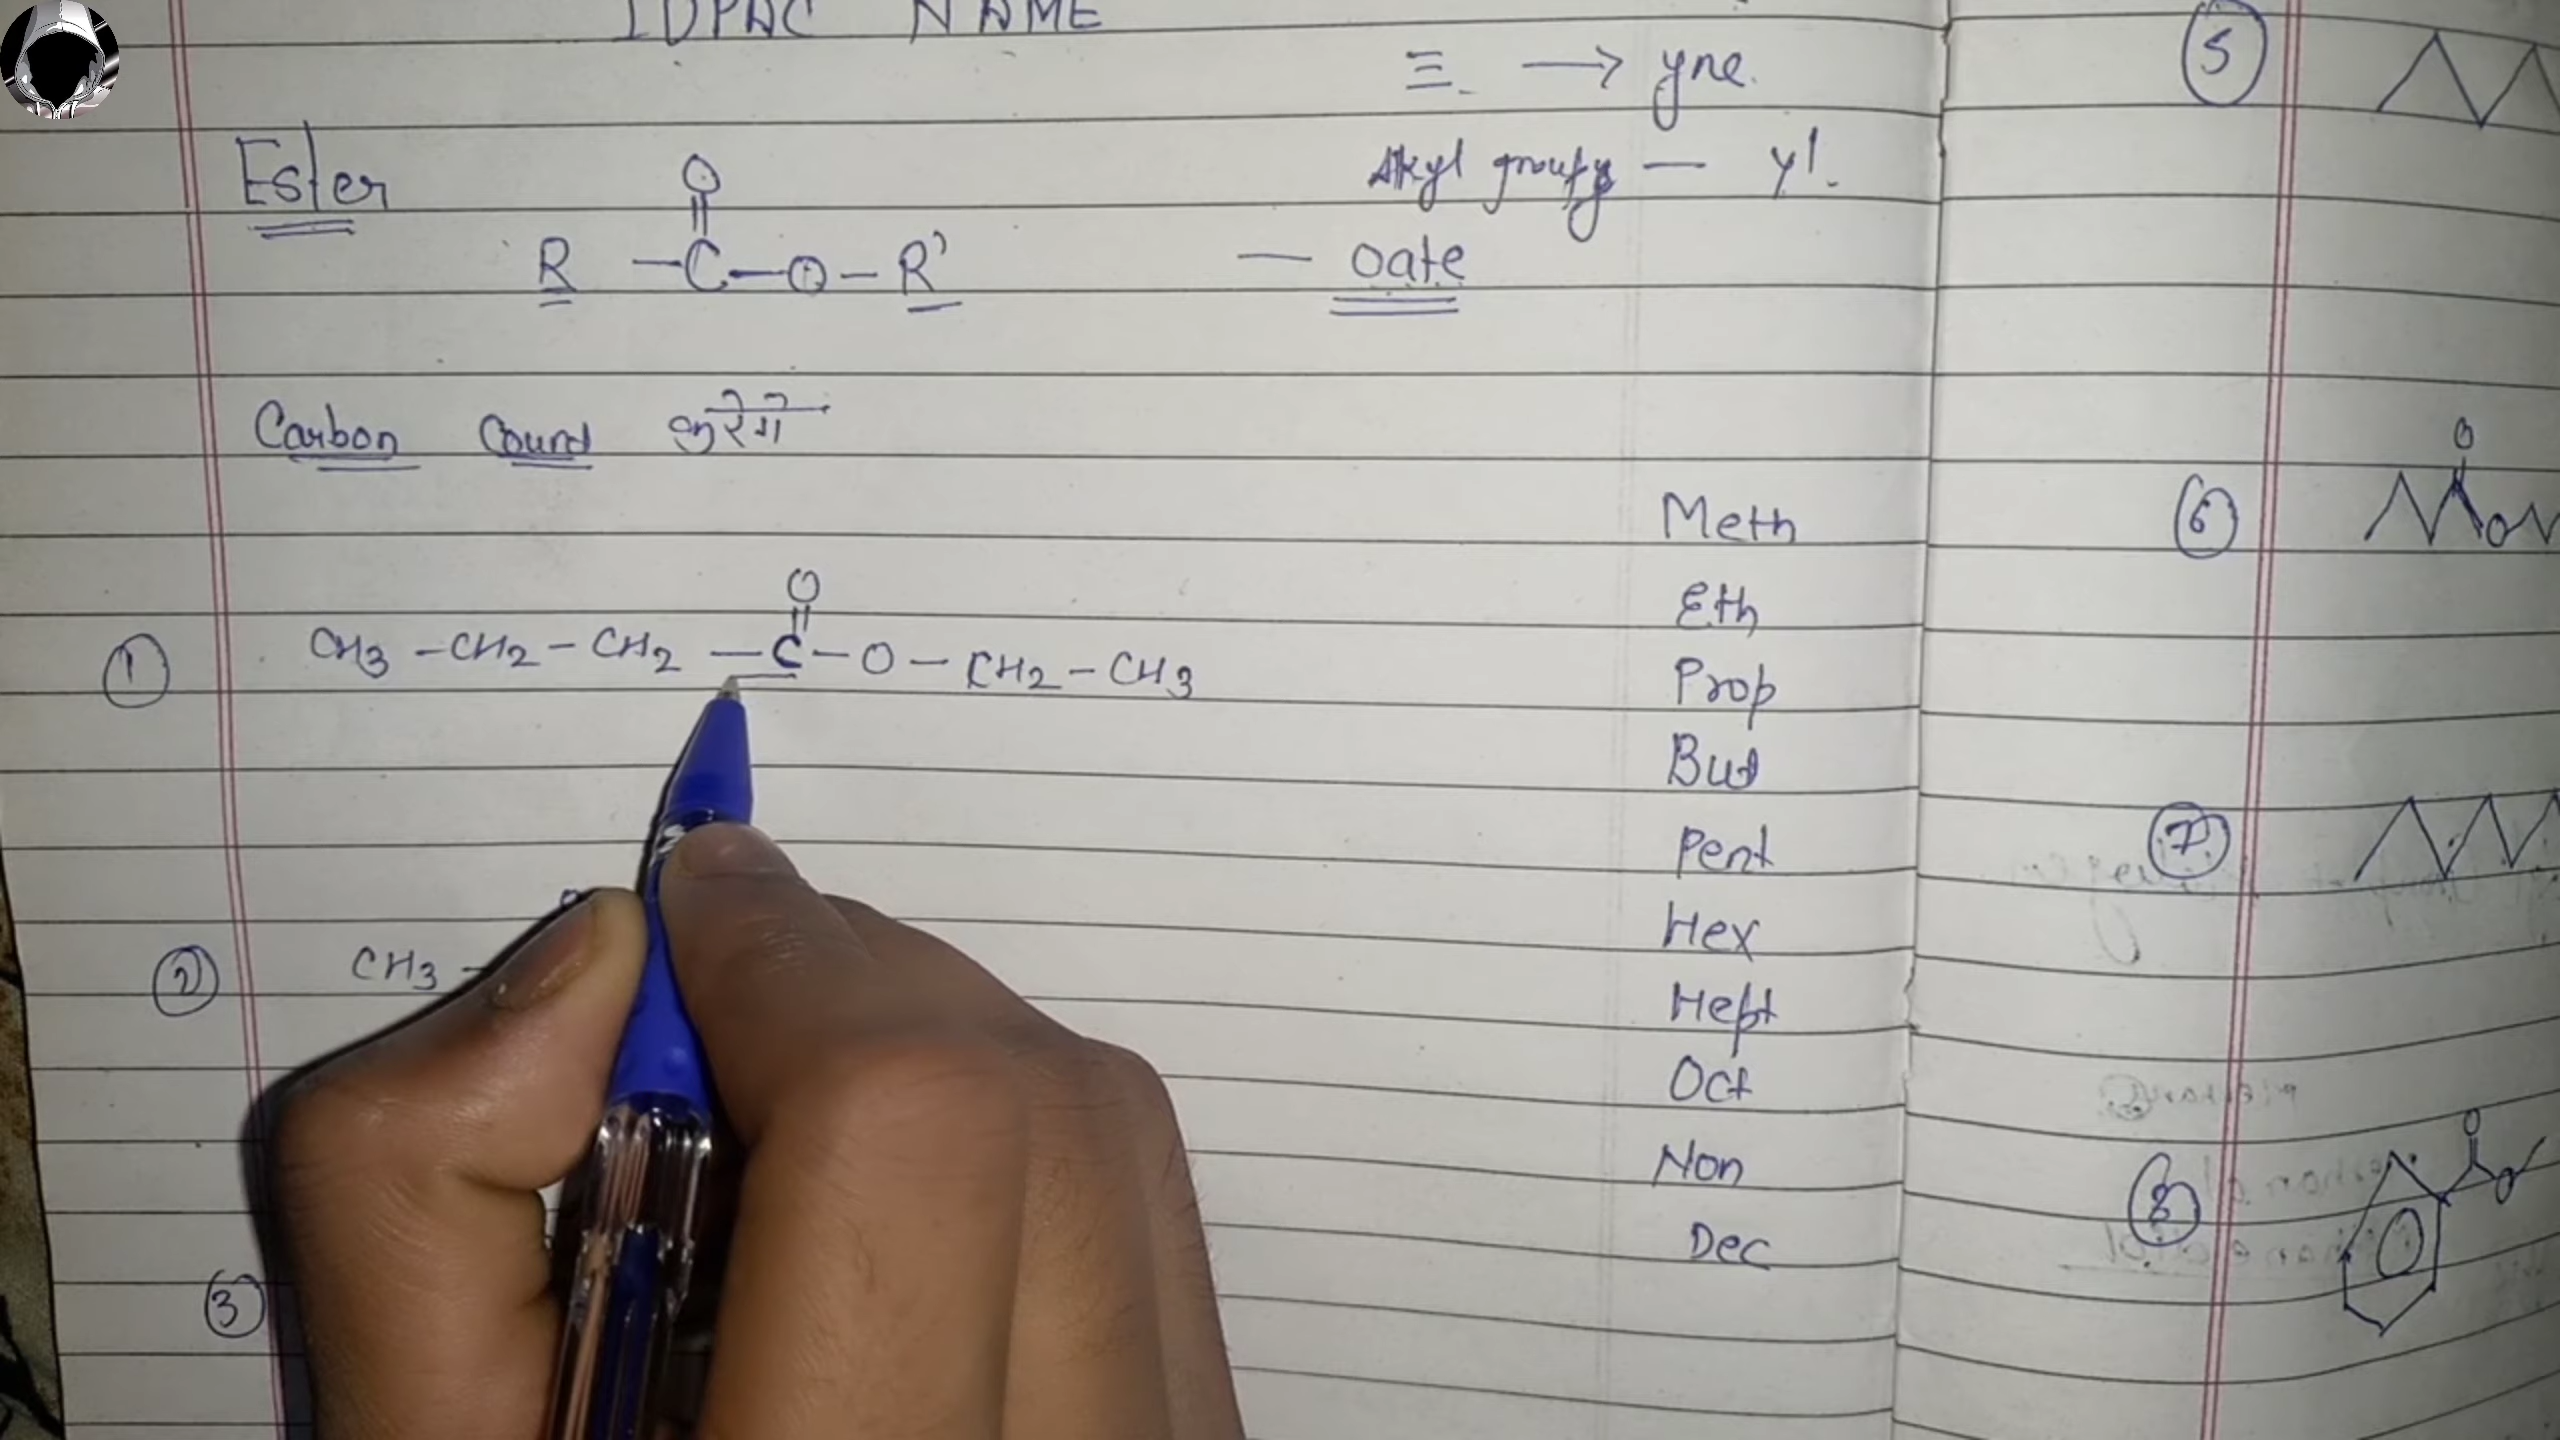 IUPAC NAME
≡ → yne.
Alkyl groups — yl.
Ester
O
||
R — C — O — R'
— oate
Carbon Count करेंगे
O
||
① CH3 - CH2 - CH2 — C - O - CH2 - CH3
② CH3 -
③
Meth
Eth
Prop
But
Pent
Hex
Hept
Oct
Non
Dec
⑤
⑥
O
O
⑦
⑧
O
O